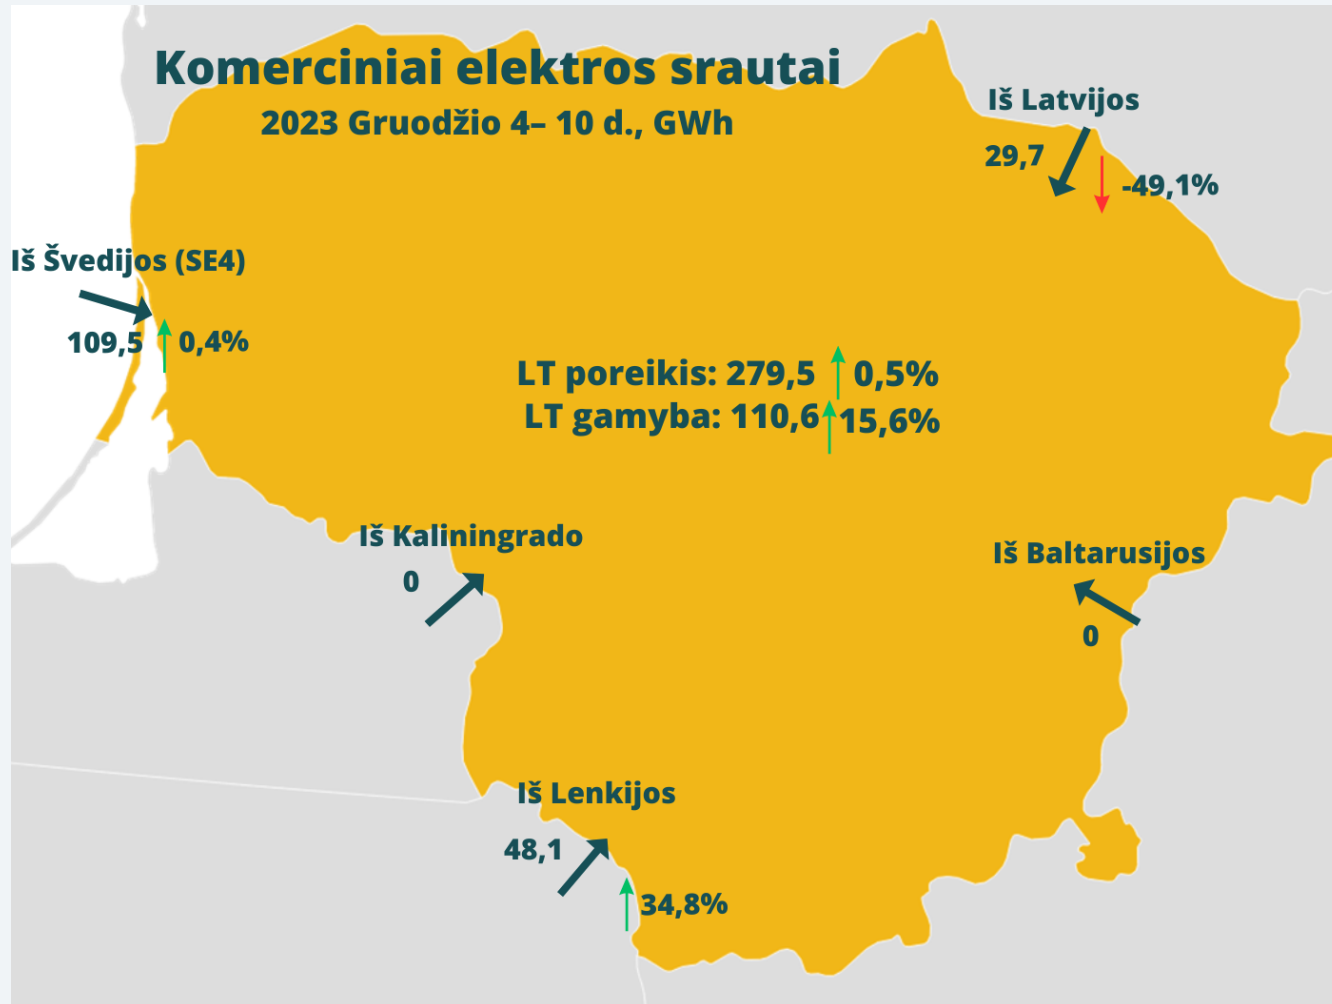 Komerciniai elektros srautai
2023 Gruodžio 4– 10 d., GWh
Iš Latvijos
29,7
-49,1%
Iš Švedijos (SE4)
109,5
0,4%
LT poreikis: 279,5 0,5%
LT gamyba: 110,6 15,6%
Iš Kaliningrado
0
Iš Baltarusijos
0
Iš Lenkijos
48,1
34,8%